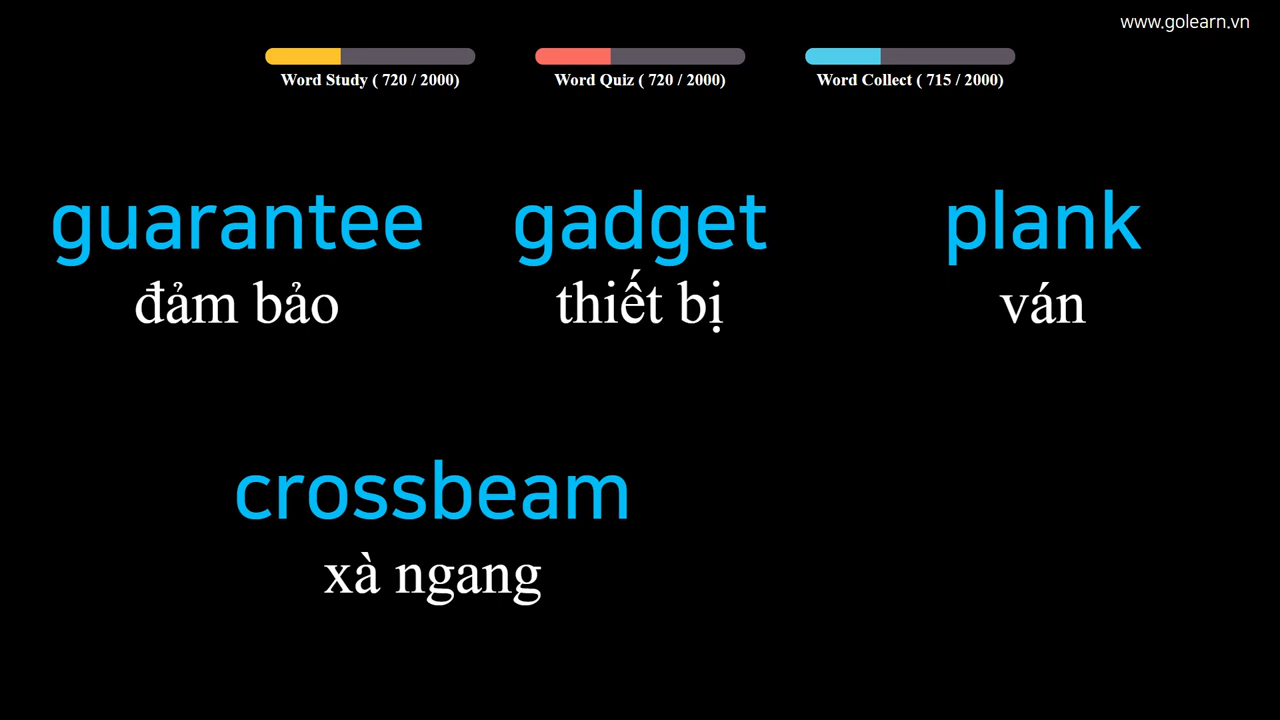 www.golearn.vn
Word Study ( 720 / 2000) Word Quiz ( 720 / 2000) Word Collect ( 715 / 2000)
guarantee gadget plank
đảm bảo thiết bị ván
crossbeam
xà ngang